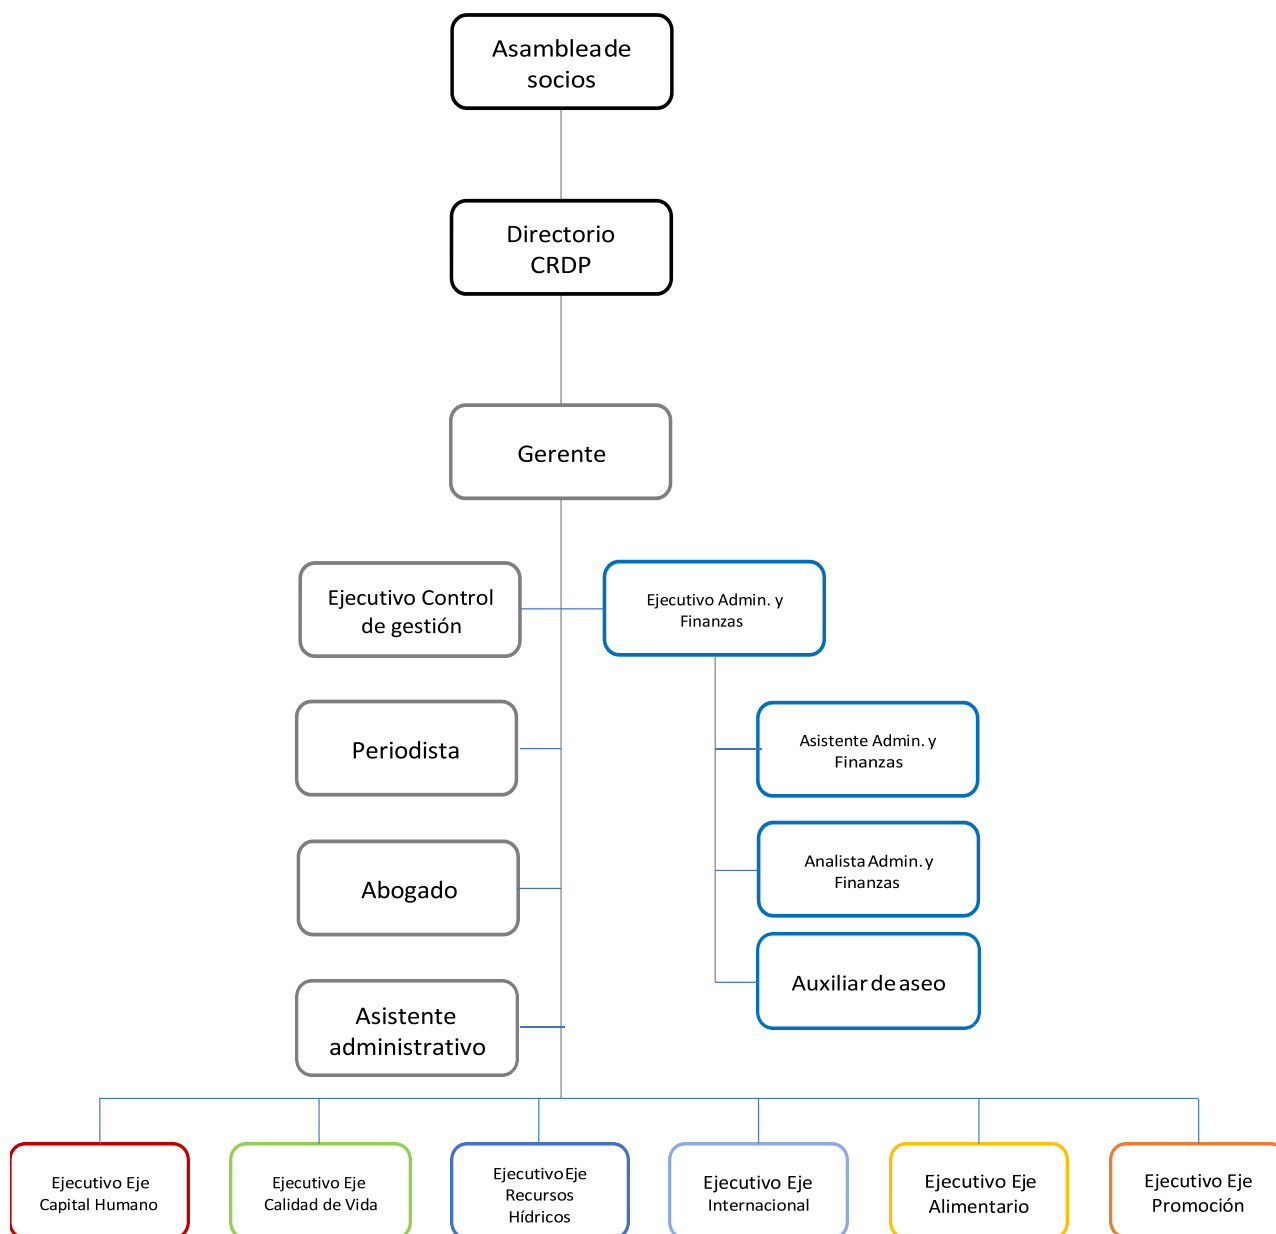 Asamblea de
socios
Directorio
CRDP
Gerente
Ejecutivo Control
de gestión
Ejecutivo Admin. y
Finanzas
Periodista
Asistente Admin. y
Finanzas
Abogado
Analista Admin. y
Finanzas
Auxiliar de aseo
Asistente
administrativo
Ejecutivo Eje
Capital Humano
Ejecutivo Eje
Calidad de Vida
Ejecutivo Eje
Recursos
Hídricos
Ejecutivo Eje
Internacional
Ejecutivo Eje
Alimentario
Ejecutivo Eje
Promoción